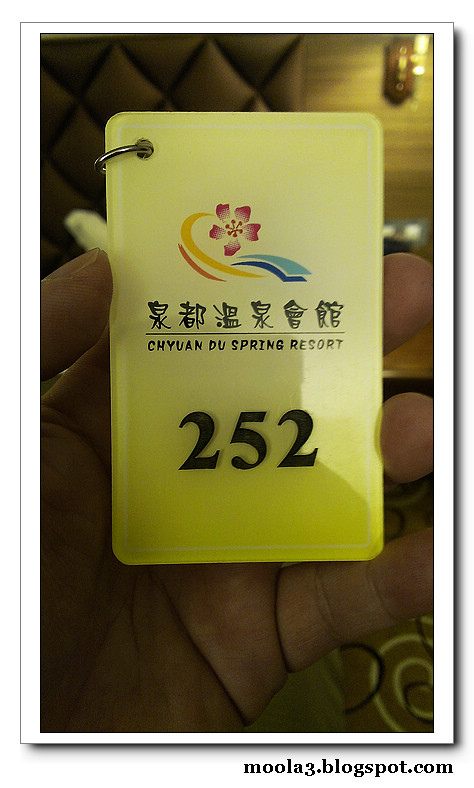 泉都溫泉會館
CHYUAN DU SPRING RESORT
252
moola3.blogspot.com